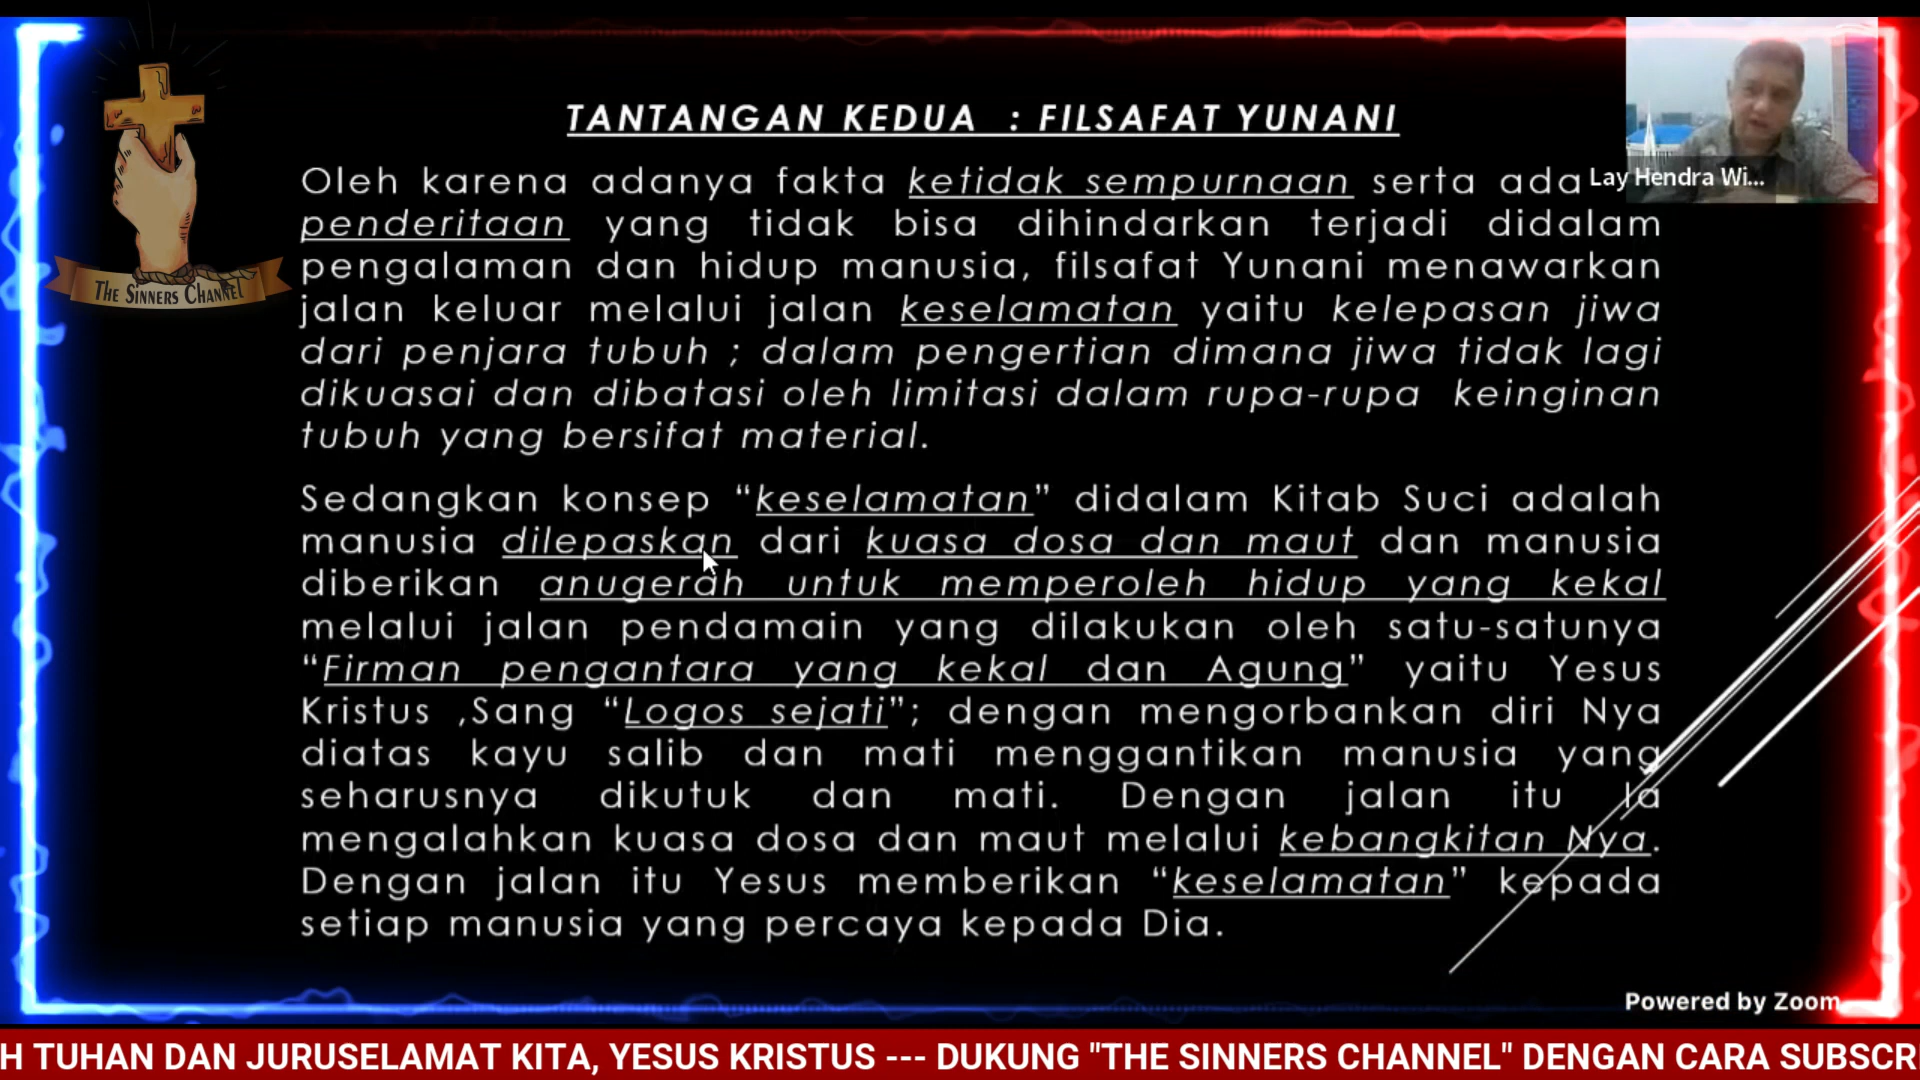 TANTANGAN KEDUA : FILSAFAT YUNANI
Oleh karena adanya fakta ketidak sempurnaan serta ada
Lay Hendra Wi...
penderitaan yang tidak bisa dihindarkan terjadi didalam
pengalaman dan hidup manusia, filsafat Yunani menawarkan
jalan keluar melalui jalan keselamatan yaitu kelepasan jiwa
dari penjara tubuh ; dalam pengertian dimana jiwa tidak lagi
dikuasai dan dibatasi oleh limitasi dalam rupa-rupa keinginan
tubuh yang bersifat material.
THE SINNERS CHANNEL
Sedangkan konsep “keselamatan” didalam Kitab Suci adalah
manusia dilepaskan dari kuasa dosa dan maut dan manusia
diberikan anugerah untuk memperoleh hidup yang kekal
melalui jalan pendamain yang dilakukan oleh satu-satunya
“Firman pengantara yang kekal dan Agung” yaitu Yesus
Kristus ,Sang “Logos sejati”; dengan mengorbankan diri Nya
diatas kayu salib dan mati menggantikan manusia yang
seharusnya dikutuk dan mati. Dengan jalan itu Ia
mengalahkan kuasa dosa dan maut melalui kebangkitan Nya.
Dengan jalan itu Yesus memberikan “keselamatan” kepada
setiap manusia yang percaya kepada Dia.
Powered by Zoom
H TUHAN DAN JURUSELAMAT KITA, YESUS KRISTUS --- DUKUNG "THE SINNERS CHANNEL" DENGAN CARA SUBSCR